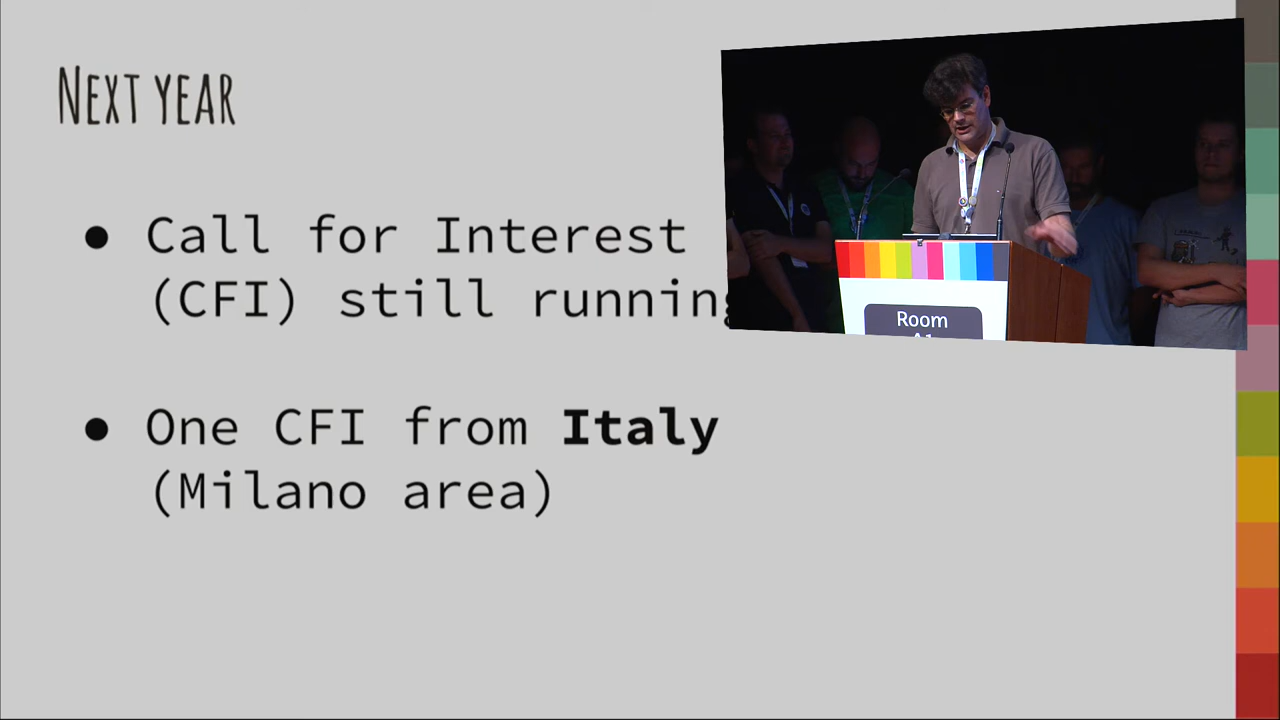 Next year
● Call for Interest
(CFI) still running
● One CFI from Italy
(Milano area)
Room